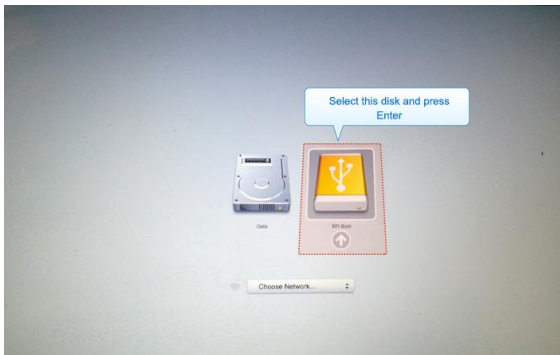 Select this disk and press
Enter
Data
EFI Boot
Choose Network...